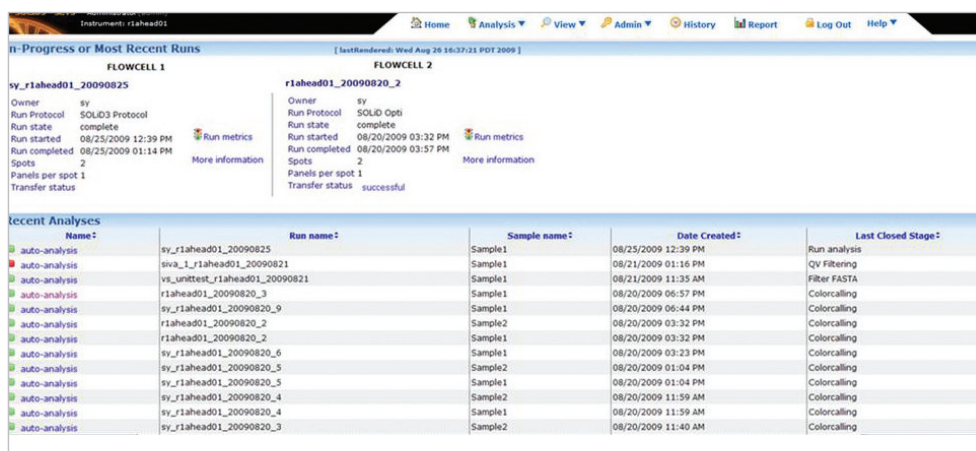 Instrument: r1ahead01
Home Analysis View Admin History Report Log Out Help
n-Progress or Most Recent Runs [ lastRendered: Wed Aug 26 16:37:21 PDT 2009 ]
FLOWCELL 1
sy_r1ahead01_20090825
Owner sy
Run Protocol SOLiD3 Protocol
Run state complete
Run started 08/25/2009 12:39 PM
Run completed 08/25/2009 01:14 PM
Spots 2
Panels per spot 1
Transfer status
Run metrics
More information
FLOWCELL 2
r1ahead01_20090820_2
Owner sy
Run Protocol SOLiD Opti
Run state complete
Run started 08/20/2009 03:32 PM
Run completed 08/20/2009 03:57 PM
Spots 2
Panels per spot 1
Transfer status successful
Run metrics
More information
Recent Analyses
Name Run name Sample name Date Created Last Closed Stage
auto-analysis sy_r1ahead01_20090825 Sample1 08/25/2009 12:39 PM Run analysis
auto-analysis siva_1_r1ahead01_20090821 Sample1 08/21/2009 01:16 PM QV Filtering
auto-analysis vs_unittest_r1ahead01_20090821 Sample1 08/21/2009 11:35 AM Filter FASTA
auto-analysis r1ahead01_20090820_3 Sample1 08/20/2009 06:57 PM Colorcalling
auto-analysis sy_r1ahead01_20090820_9 Sample1 08/20/2009 06:44 PM Colorcalling
auto-analysis r1ahead01_20090820_2 Sample2 08/20/2009 03:32 PM Colorcalling
auto-analysis r1ahead01_20090820_2 Sample1 08/20/2009 03:32 PM Colorcalling
auto-analysis sy_r1ahead01_20090820_6 Sample1 08/20/2009 03:23 PM Colorcalling
auto-analysis sy_r1ahead01_20090820_5 Sample2 08/20/2009 01:04 PM Colorcalling
auto-analysis sy_r1ahead01_20090820_5 Sample1 08/20/2009 01:04 PM Colorcalling
auto-analysis sy_r1ahead01_20090820_4 Sample2 08/20/2009 11:59 AM Colorcalling
auto-analysis sy_r1ahead01_20090820_4 Sample1 08/20/2009 11:59 AM Colorcalling
auto-analysis sy_r1ahead01_20090820_3 Sample2 08/20/2009 11:40 AM Colorcalling